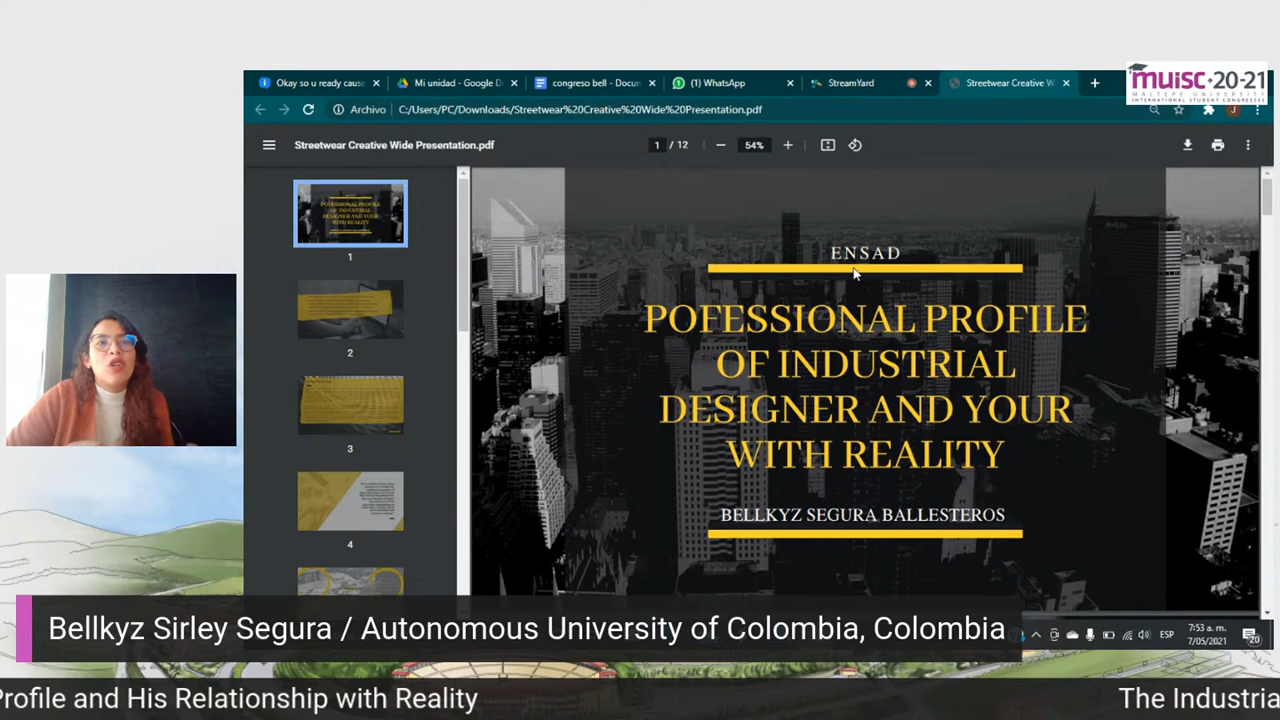 Okay so u ready cause
Mi unidad - Google D
congreso bell - Docun
(1) WhatsApp
StreamYard
Streetwear Creative W
MUISC•20-21
MALTEPE UNIVERSITY
INTERNATIONAL STUDENT CONGRESSES
Archivo
C:/Users/PC/Downloads/Streetwear%20Creative%20Wide%20Presentation.pdf
J
Streetwear Creative Wide Presentation.pdf
1 / 12
54%
1
2
3
4
ENSAD
POFESSIONAL PROFILE
OF INDUSTRIAL
DESIGNER AND YOUR
WITH REALITY
BELLKYZ SEGURA BALLESTEROS
Bellkyz Sirley Segura / Autonomous University of Colombia, Colombia
ESP
7:53 a. m.
7/05/2021
20
Profile and His Relationship with Reality
The Industria